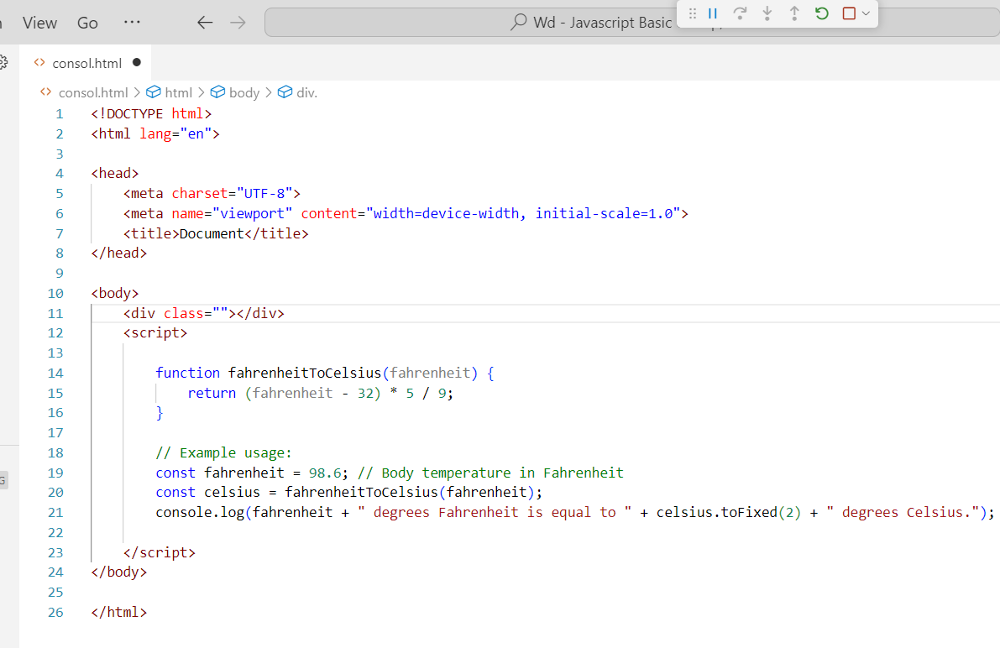 View Go ··· Wd - Javascript Basic
consol.html
consol.html > html > body > div.
1 <!DOCTYPE html>
2 <html lang="en">
3
4 <head>
5 <meta charset="UTF-8">
6 <meta name="viewport" content="width=device-width, initial-scale=1.0">
7 <title>Document</title>
8 </head>
9
10 <body>
11 <div class=""></div>
12 <script>
13
14 function fahrenheitToCelsius(fahrenheit) {
15 return (fahrenheit - 32) * 5 / 9;
16 }
17
18 // Example usage:
19 const fahrenheit = 98.6; // Body temperature in Fahrenheit
20 const celsius = fahrenheitToCelsius(fahrenheit);
21 console.log(fahrenheit + " degrees Fahrenheit is equal to " + celsius.toFixed(2) + " degrees Celsius.");
22
23 </script>
24 </body>
25
26 </html>